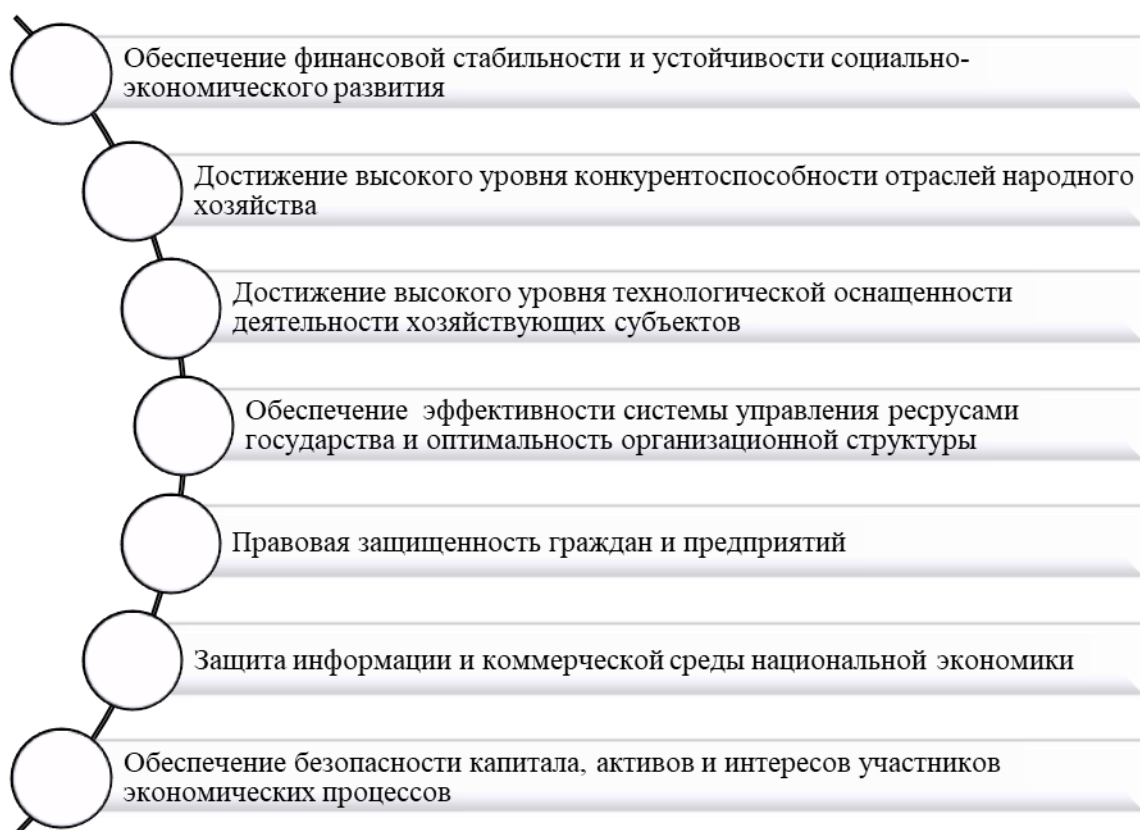 Обеспечение финансовой стабильности и устойчивости социально-
экономического развития
Достижение высокого уровня конкурентоспособности отраслей народного
хозяйства
Достижение высокого уровня технологической оснащенности
деятельности хозяйствующих субъектов
Обеспечение эффективности системы управления ресрусами
государства и оптимальность организационной структуры
Правовая защищенность граждан и предприятий
Защита информации и коммерческой среды национальной экономики
Обеспечение безопасности капитала, активов и интересов участников
экономических процессов